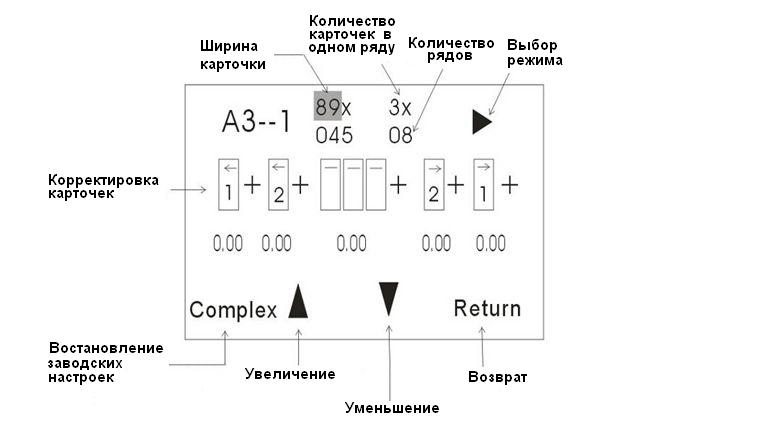 Количество
карточек в
одном ряду
Ширина
карточки
Количество
рядов
Выбор
режима
A3--1
89x
3x
045
08
Корректировка
карточек
1 + 2 + + 2 + 1 +
0.00 0.00 0.00 0.00 0.00
Complex
Return
Востановление
заводских
настроек
Увеличение
Уменьшение
Возврат